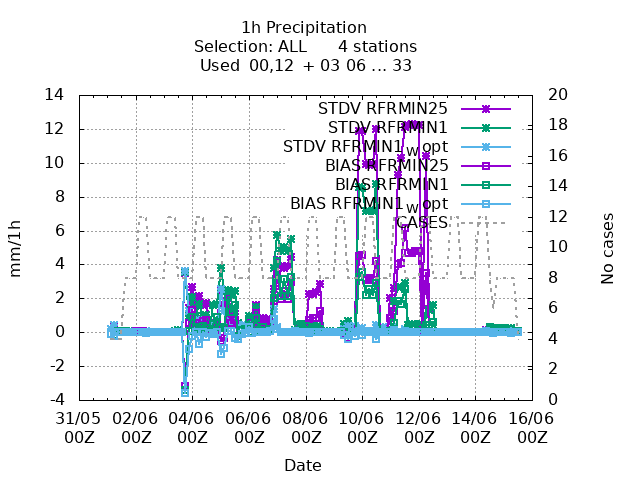 1h Precipitation
Selection: ALL 4 stations
Used 00,12 + 03 06 ... 33
14
12
10
8
6
4
2
0
-2
-4
mm/1h
20
18
16
14
12
10
8
6
4
2
0
No cases
STDV RFRMIN25
STDV RFRMIN1
STDV RFRMIN1wopt
BIAS RFRMIN25
BIAS RFRMIN1
BIAS RFRMIN1wopt
CASES
31/05 02/06 04/06 06/06 08/06 10/06 12/06 14/06 16/06
00Z 00Z 00Z 00Z 00Z 00Z 00Z 00Z 00Z
Date